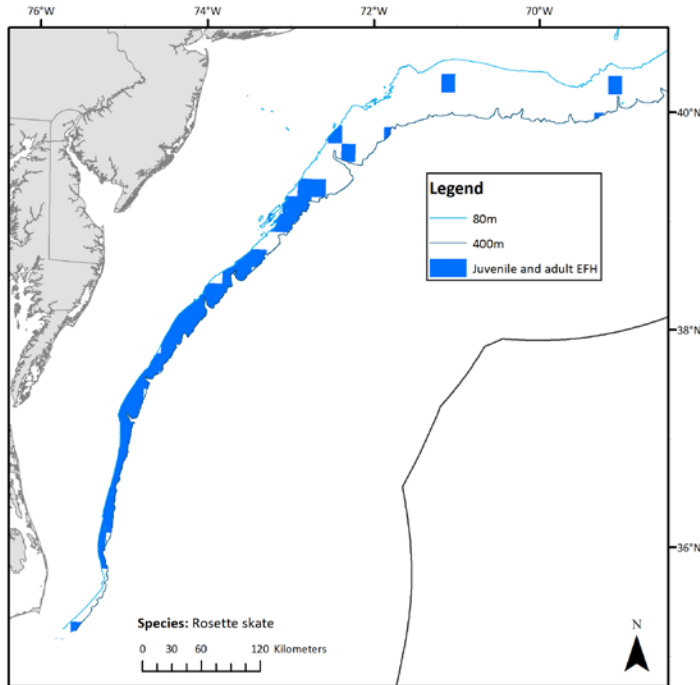 76°W 74°W 72°W 70°W
40°N
Legend
80m
400m
Juvenile and adult EFH
38°N
36°N
Species: Rosette skate
0 30 60 120 Kilometers
N